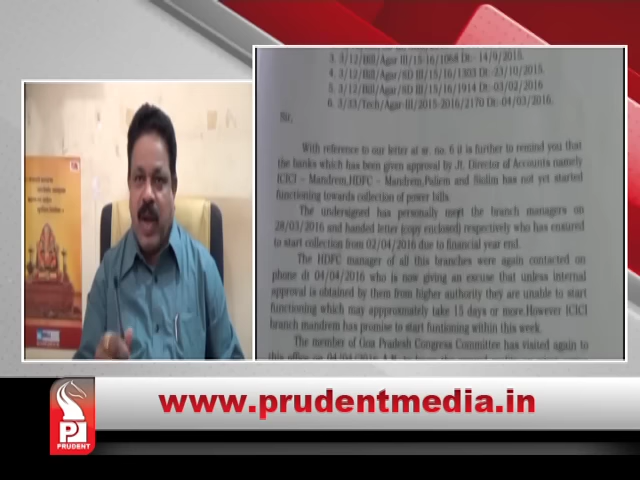 3. 3/12/Bill/Agar III/15-16/1068 Dt:- 14/9/2015.
4. 3/12/Bill/Agar/SD III/15/16/1303 Dt:-23/10/2015.
5. 3/12/Bill/Agar/SD III/15/16/1914 Dt:-03/02/2016
6. 3/33/Tech/Agar-III/2015-2016/2170 Dt:-04/03/2016.
Sir,
With reference to our letter at sr. no. 6 it is further to remind you that
the banks which has been given approval by Jt. Director of Accounts namely
ICICI – Mandrem,HDFC – Mandrem,Paliem and Siolim has not yet started
functioning towards collection of power bills.
The undersigned has personally meet the branch managers on
28/03/2016 and handed letter (copy enclosed) respectively who has ensured
to start collection from 02/04/2016 due to financial year end.
The HDFC manager of all this branches were again contacted on
phone dt 04/04/2016 who is now giving an excuse that unless internal
approval is obtained by them from higher authority they are unable to start
functioning which may appproximately take 15 days or more.However ICICI
branch mandrem has promise to start funtioning within this week.
The member of Goa Pradesh Congress Committee has visited again to
this office on 04/04/2016
www.prudentmedia.in
PRUDENT